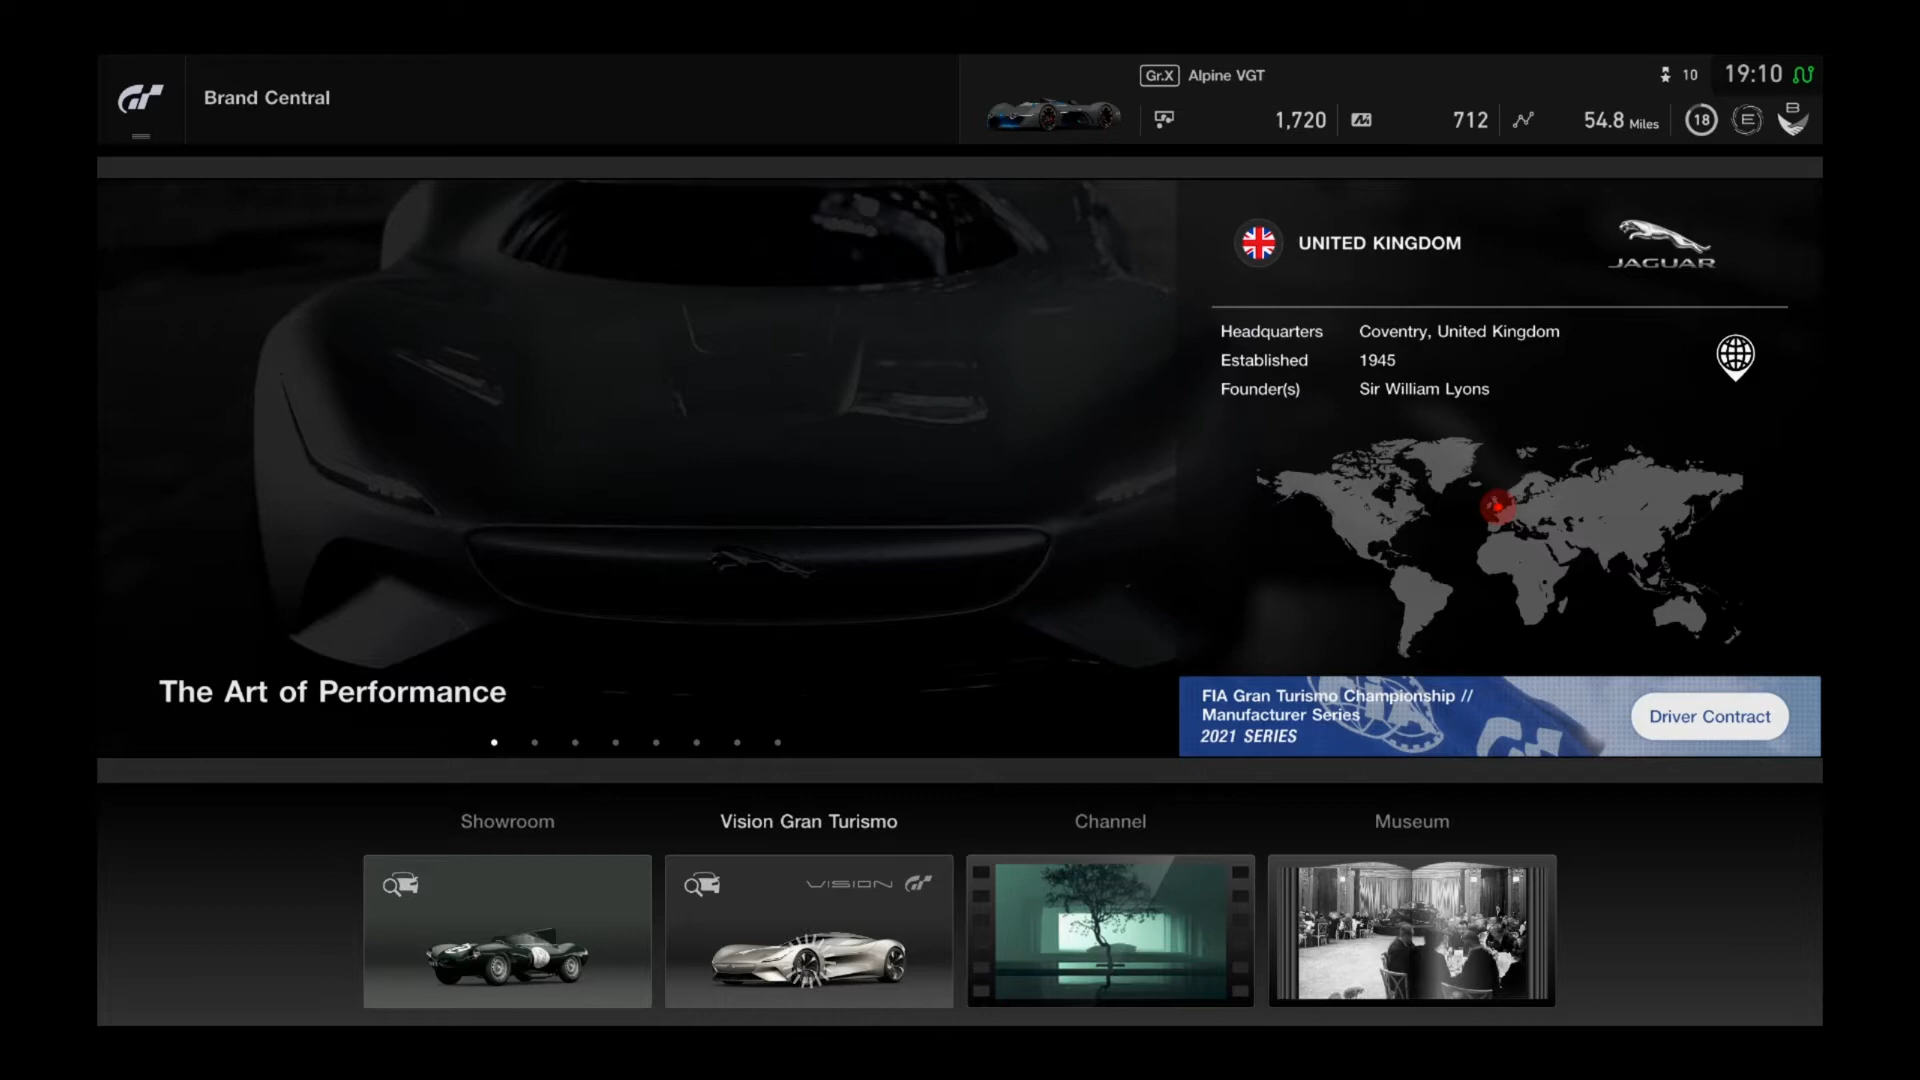 Brand Central
Gr.X Alpine VGT
10
19:10
1,720
712
54.8 Miles
18
E
B
UNITED KINGDOM
JAGUAR
Headquarters Coventry, United Kingdom
Established 1945
Founder(s) Sir William Lyons
The Art of Performance
FIA Gran Turismo Championship //
Manufacturer Series
2021 SERIES
Driver Contract
Showroom
Vision Gran Turismo
Channel
Museum
VISION